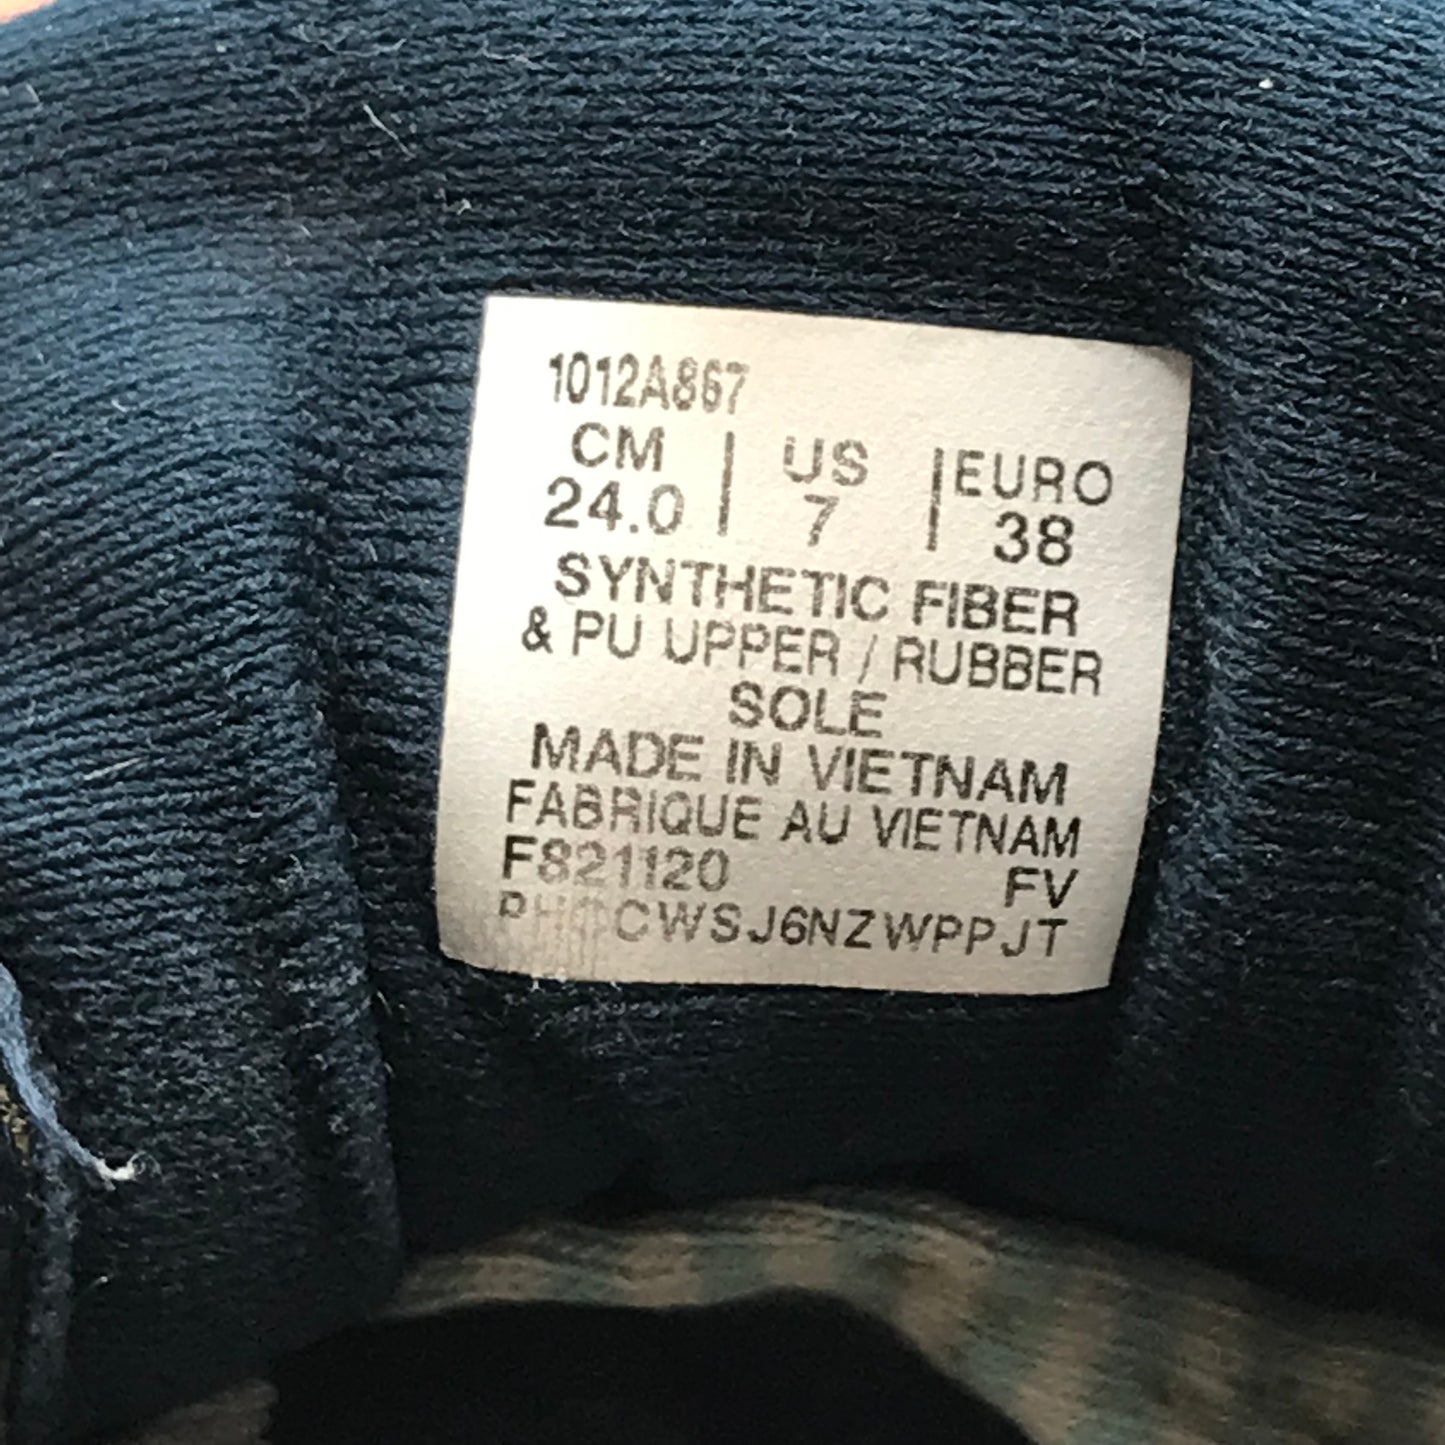 1012A867
CM | US | EURO
24.0 | 7 | 38
SYNTHETIC FIBER
& PU UPPER / RUBBER
SOLE
MADE IN VIETNAM
FABRIQUE AU VIETNAM
F821120 FV